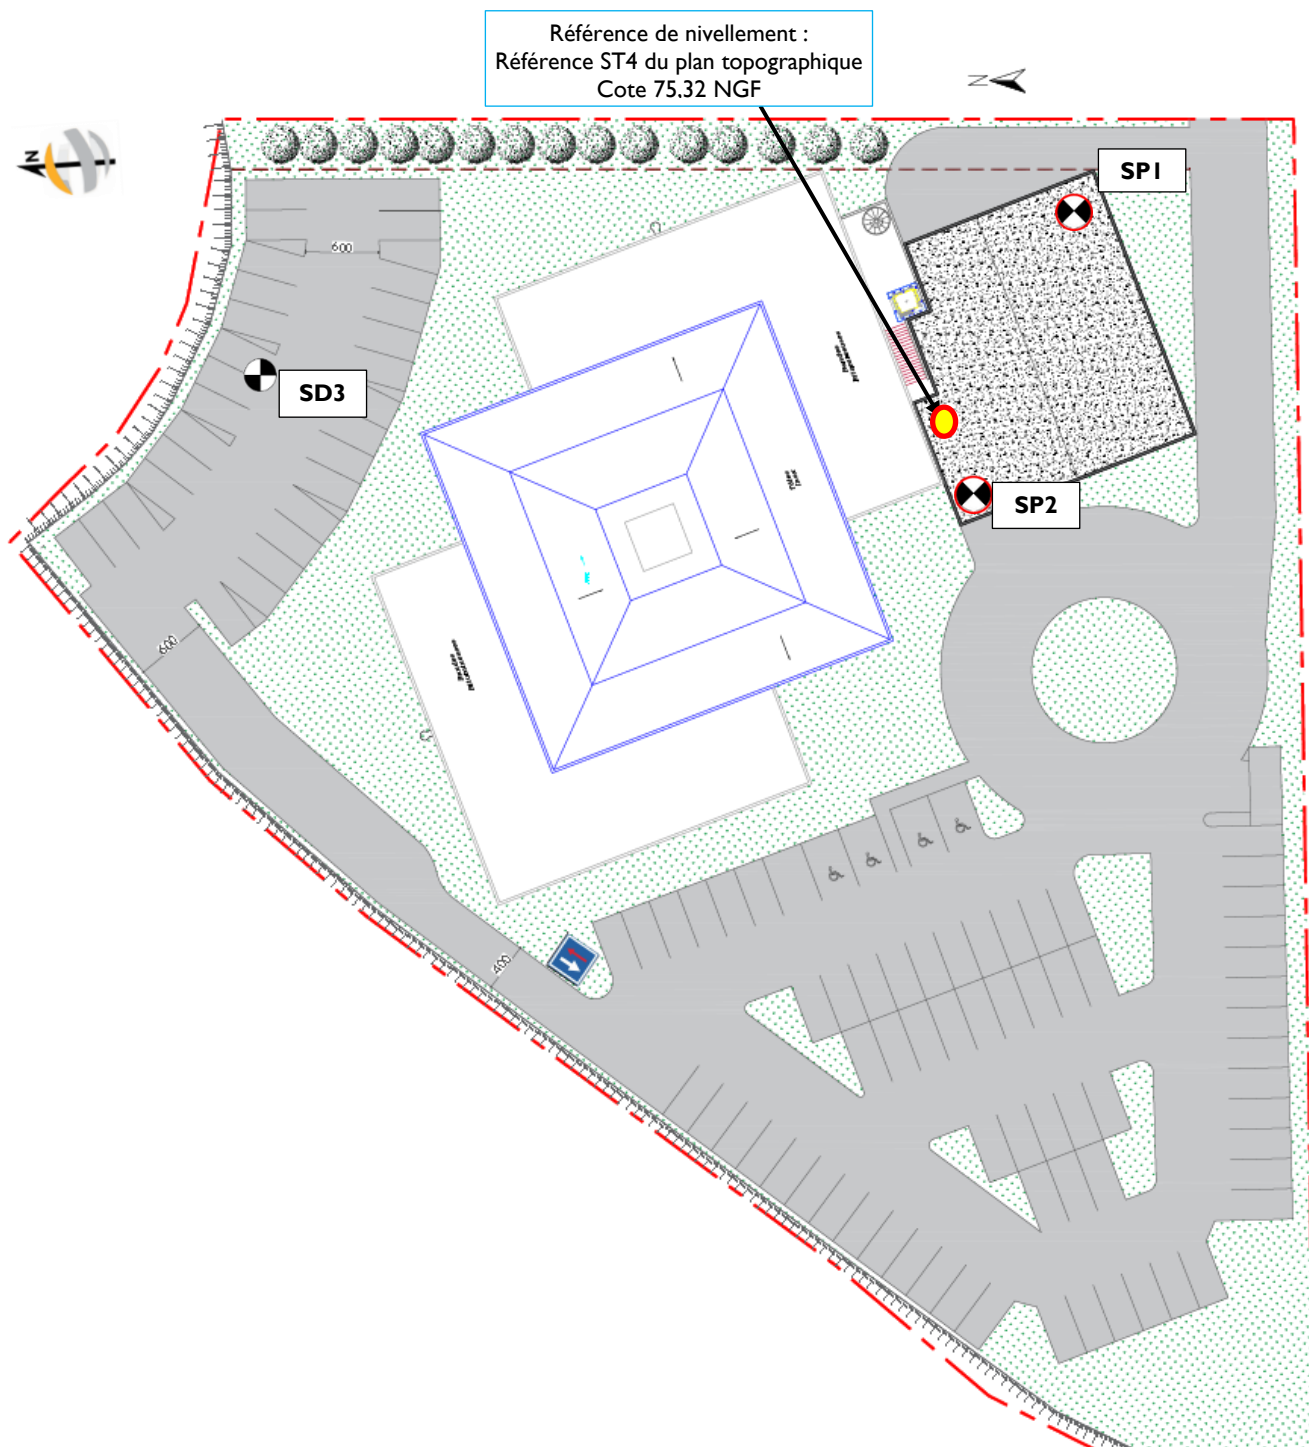 Référence de nivellement :
Référence ST4 du plan topographique
Cote 75,32 NGF
N
N
SP1
600
SD3
SP2
600
400